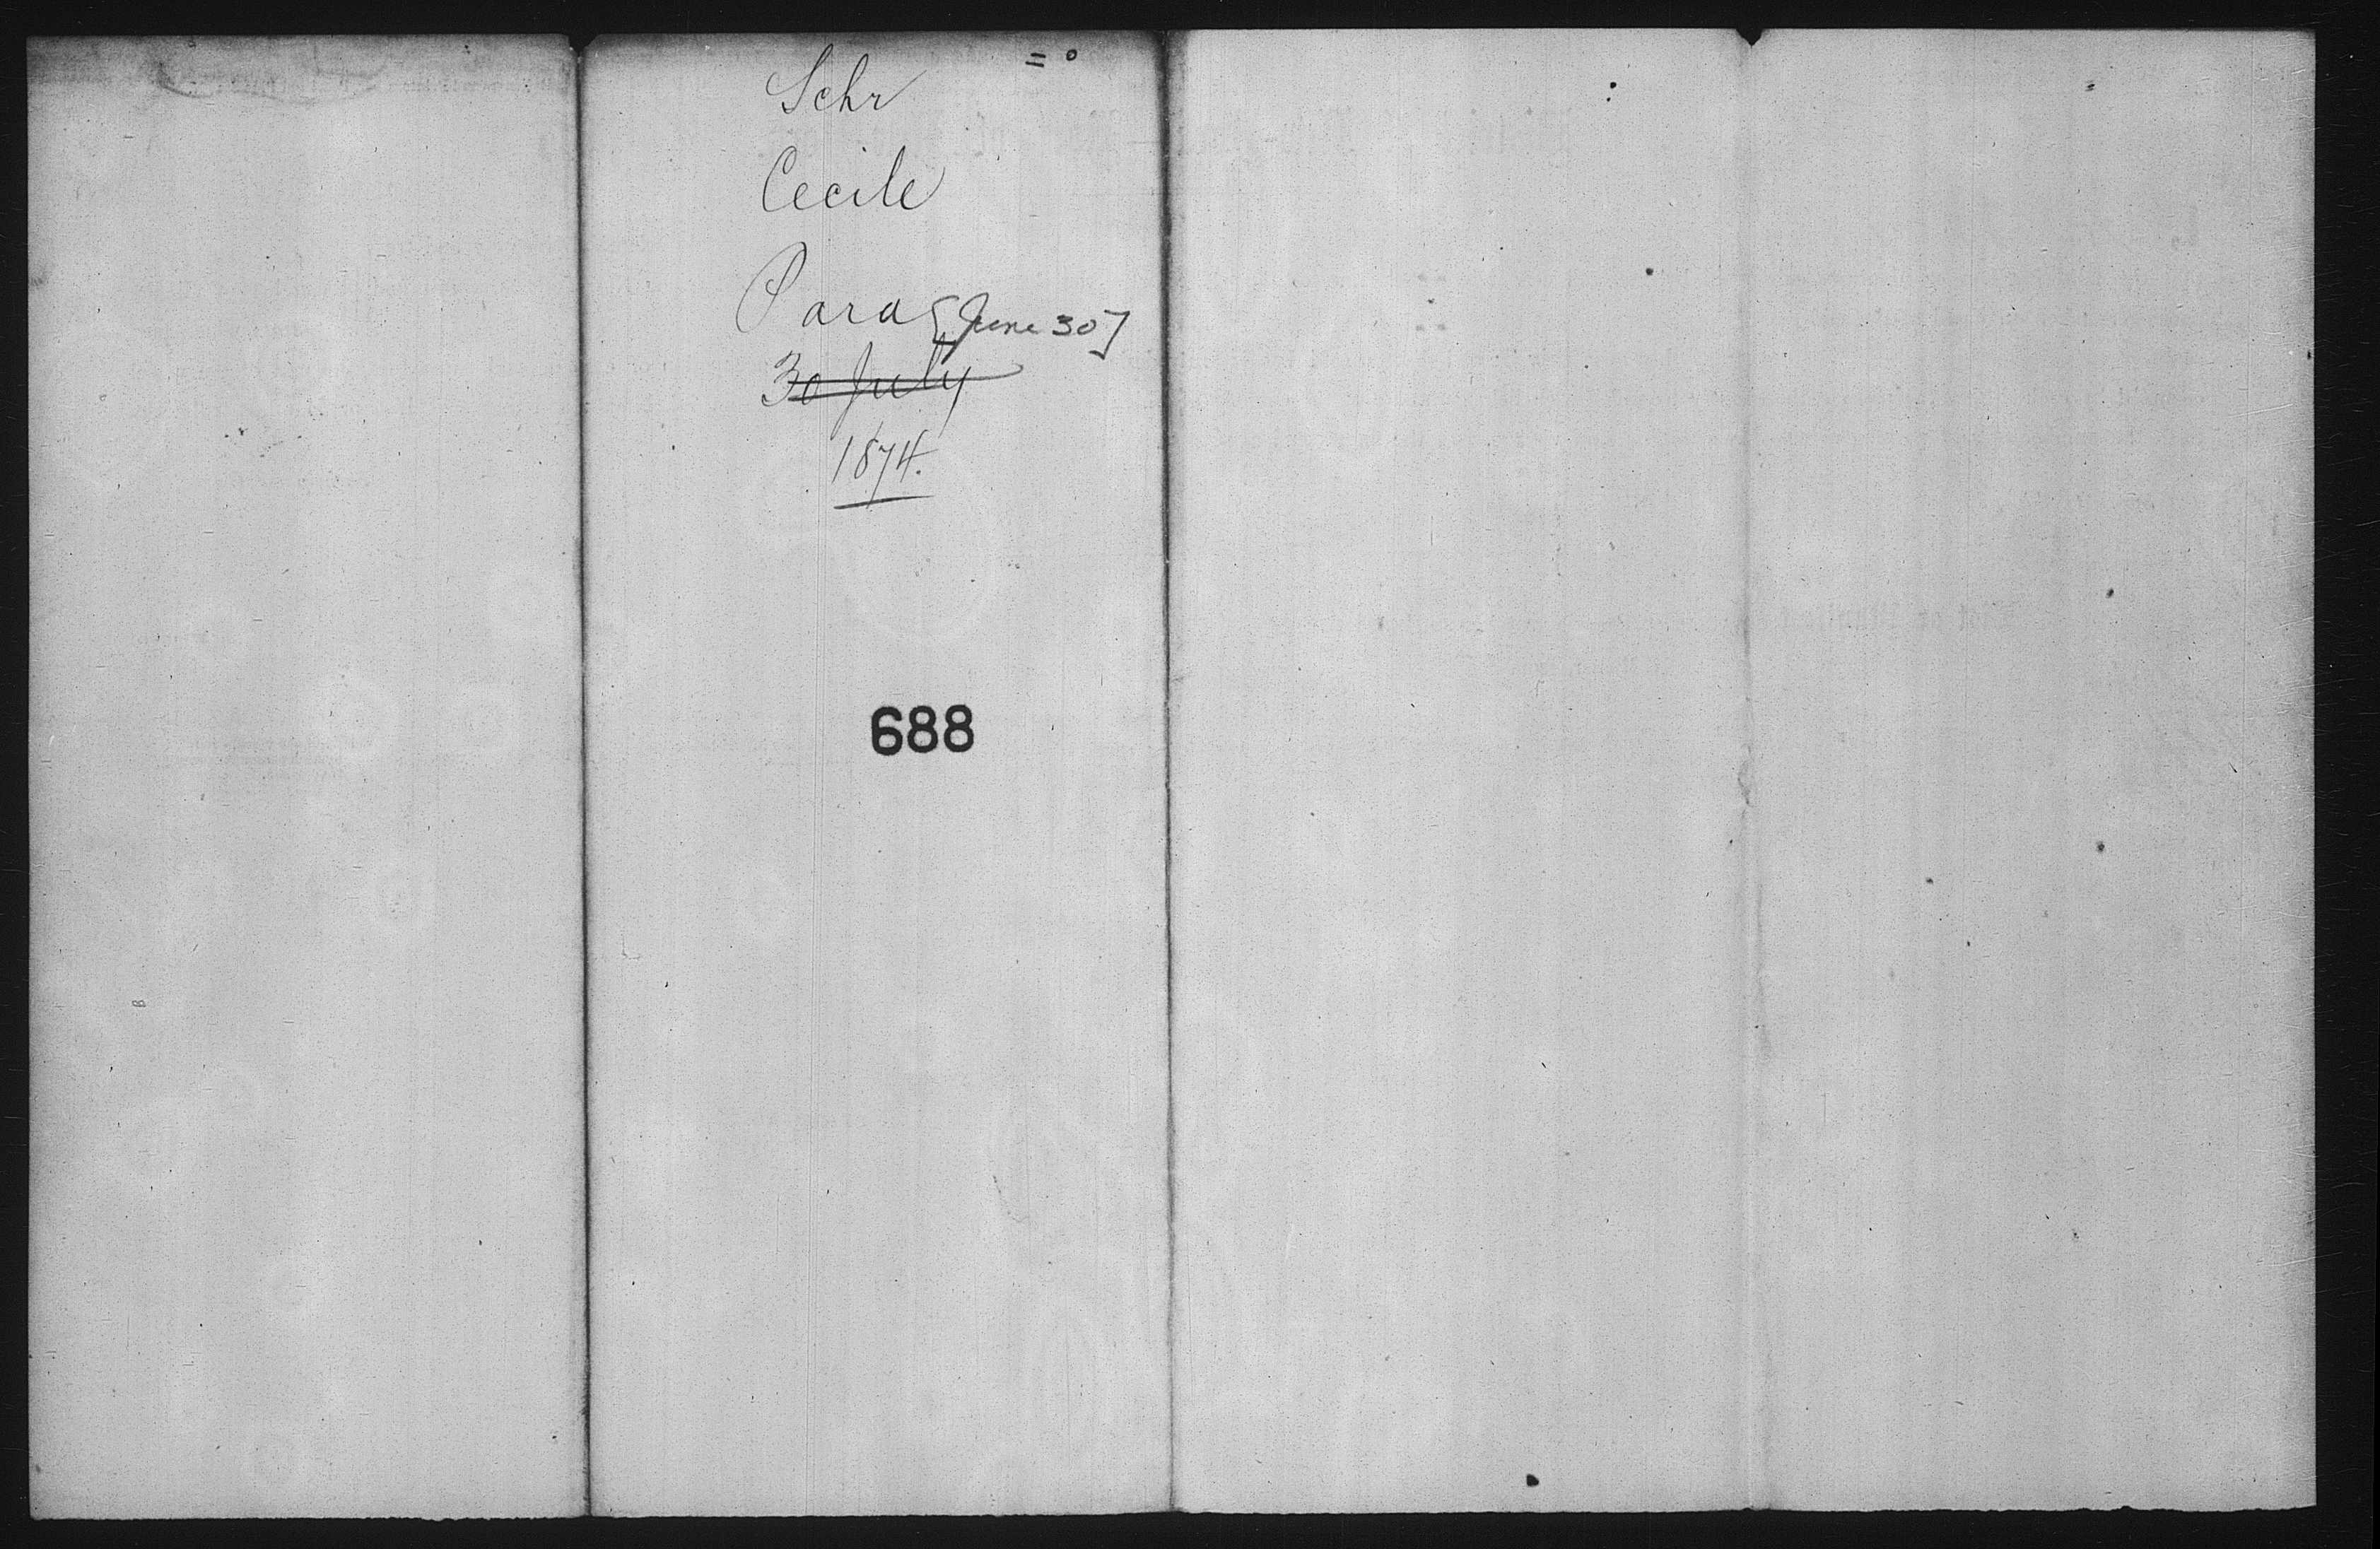 Schr
Cecile
Para [June 30]
30 July
1874.
688